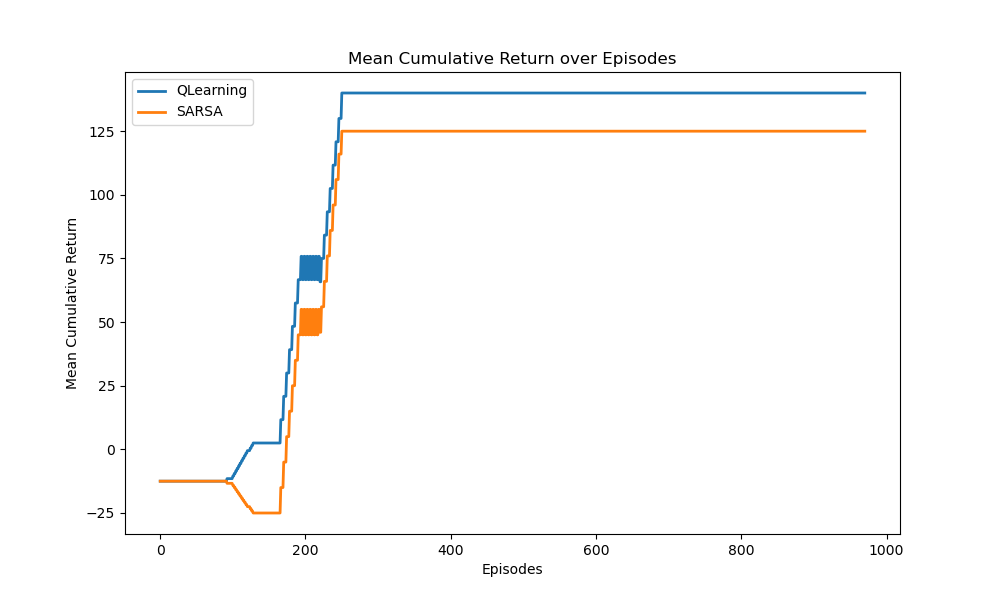 Mean Cumulative Return over Episodes
QLearning
SARSA
Mean Cumulative Return
125
100
75
50
25
0
−25
0
200
400
600
800
1000
Episodes